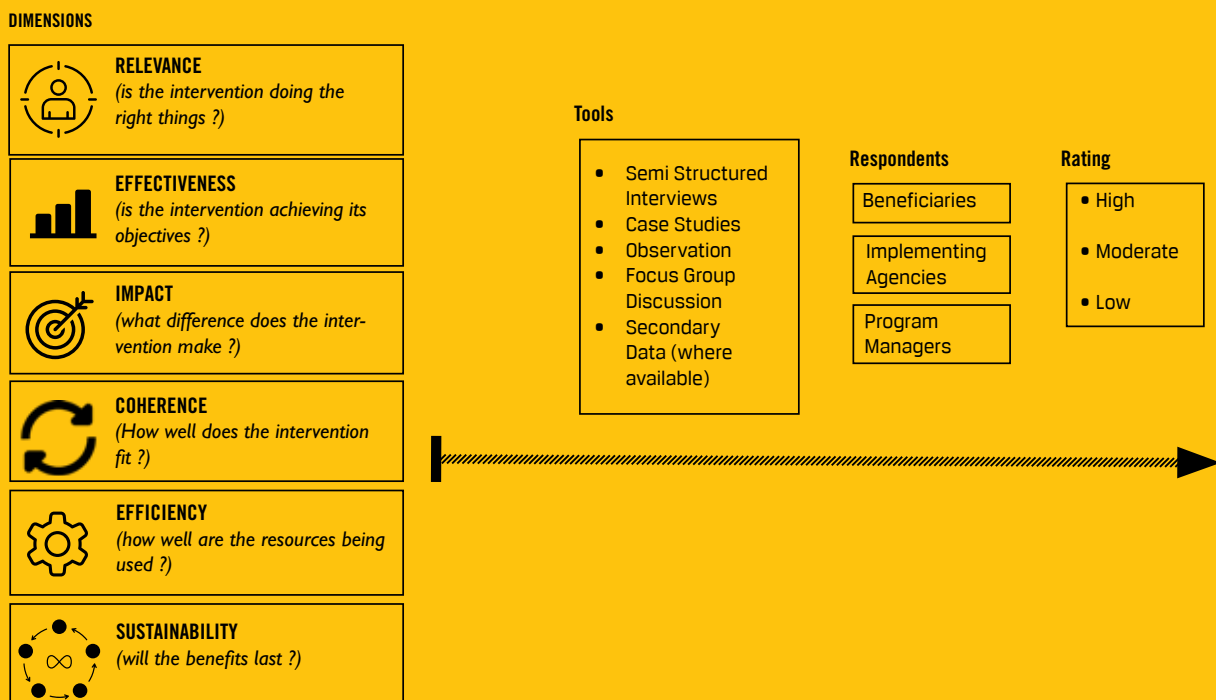 DIMENSIONS
RELEVANCE
(is the intervention doing the
right things ?)
EFFECTIVENESS
(is the intervention achieving its
objectives ?)
IMPACT
(what difference does the inter-
vention make ?)
COHERENCE
(How well does the intervention
fit ?)
EFFICIENCY
(how well are the resources being
used ?)
SUSTAINABILITY
(will the benefits last ?)
Tools
• Semi Structured
Interviews
• Case Studies
• Observation
• Focus Group
Discussion
• Secondary
Data (where
available)
Respondents
Beneficiaries
Implementing
Agencies
Program
Managers
Rating
• High
• Moderate
• Low